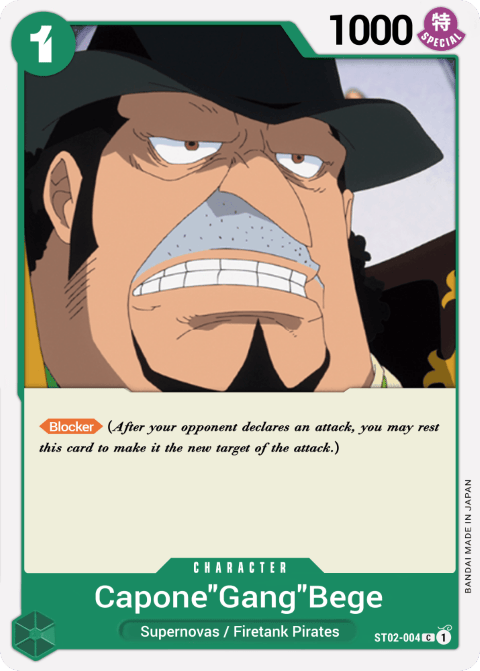 1
1000
特
SPECIAL
Blocker (After your opponent declares an attack, you may rest
this card to make it the new target of the attack.)
BANDAI MADE IN JAPAN
CHARACTER
Capone"Gang"Bege
Supernovas / Firetank Pirates
ST02-004 C 1